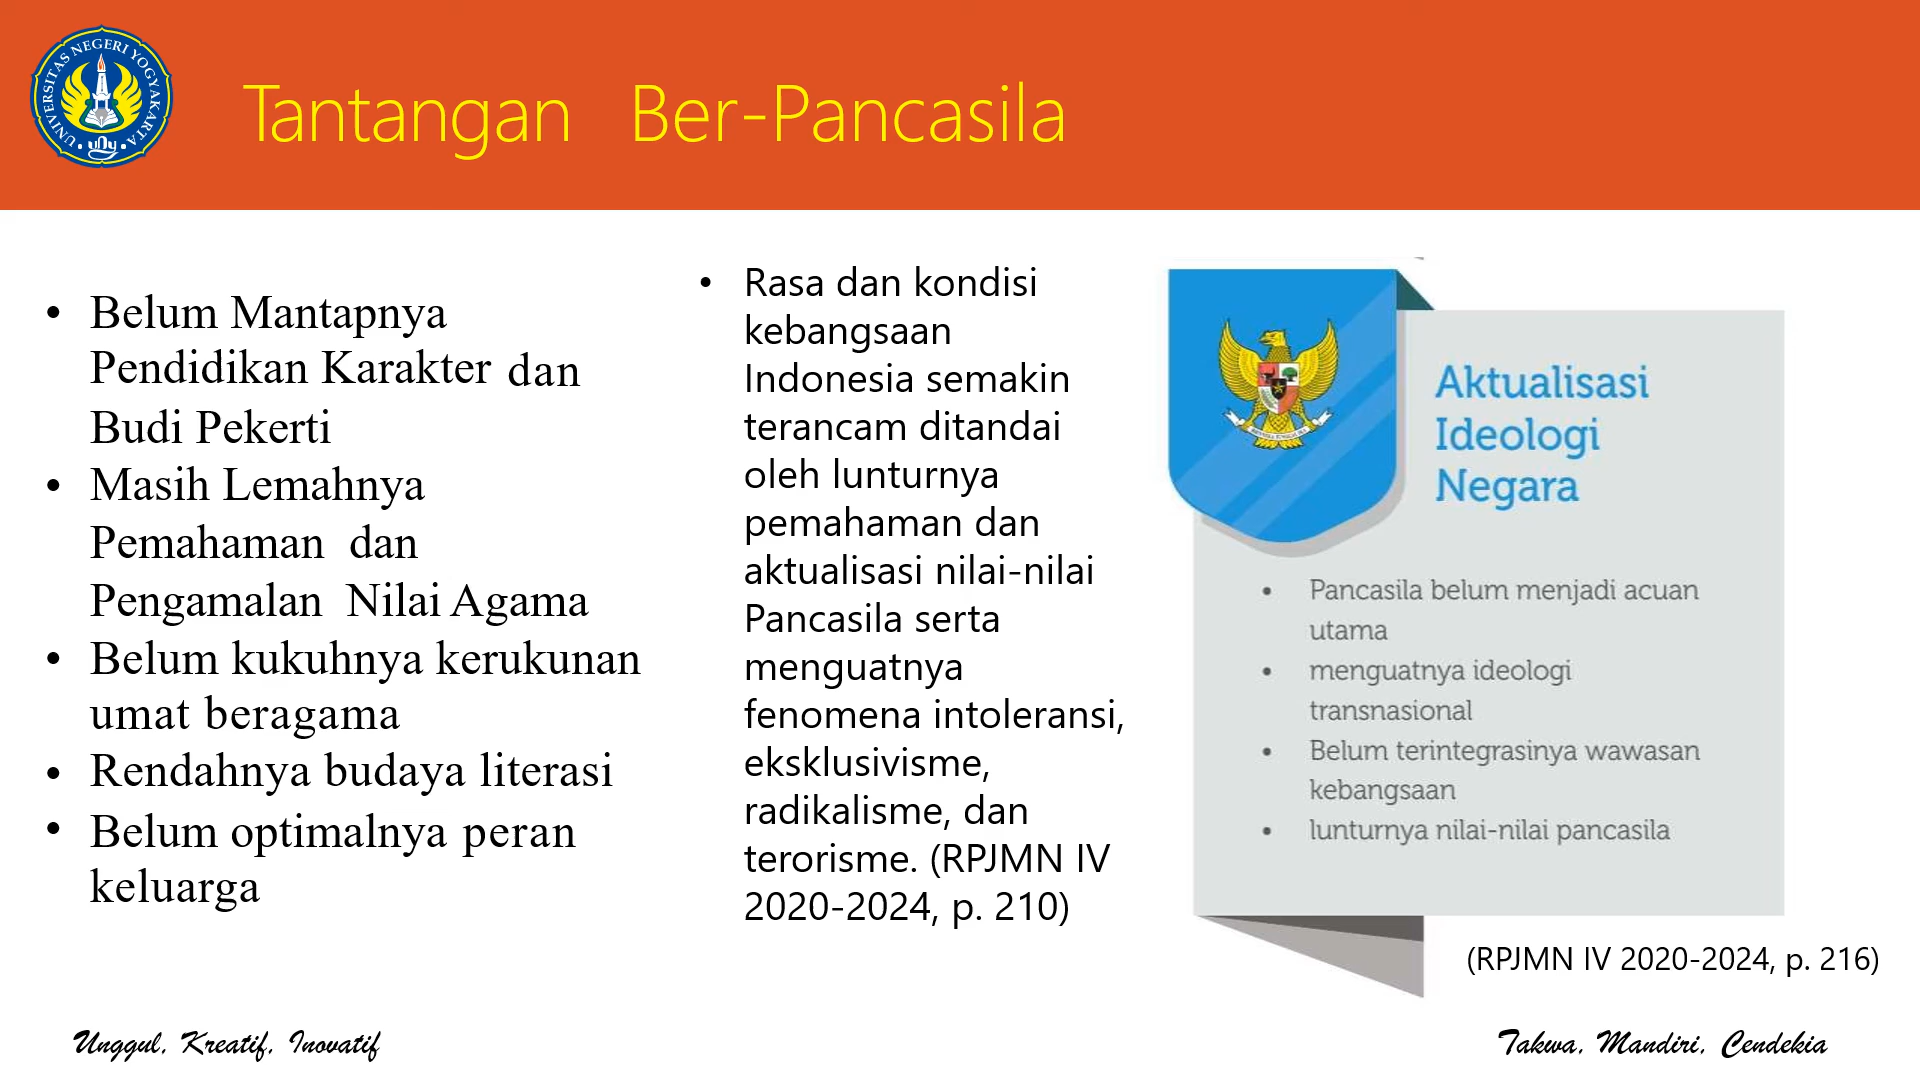 UNIVERSITAS NEGERI YOGYAKARTA
uny
Tantangan Ber-Pancasila
• Belum Mantapnya
Pendidikan Karakter dan
Budi Pekerti
• Masih Lemahnya
Pemahaman dan
Pengamalan Nilai Agama
• Belum kukuhnya kerukunan
umat beragama
• Rendahnya budaya literasi
• Belum optimalnya peran
keluarga
• Rasa dan kondisi
kebangsaan
Indonesia semakin
terancam ditandai
oleh lunturnya
pemahaman dan
aktualisasi nilai-nilai
Pancasila serta
menguatnya
fenomena intoleransi,
eksklusivisme,
radikalisme, dan
terorisme. (RPJMN IV
2020-2024, p. 210)
Aktualisasi
Ideologi
Negara
• Pancasila belum menjadi acuan
utama
• menguatnya ideologi
transnasional
• Belum terintegrasinya wawasan
kebangsaan
• lunturnya nilai-nilai pancasila
(RPJMN IV 2020-2024, p. 216)
Unggul, Kreatif, Inovatif
Takwa, Mandiri, Cendekia